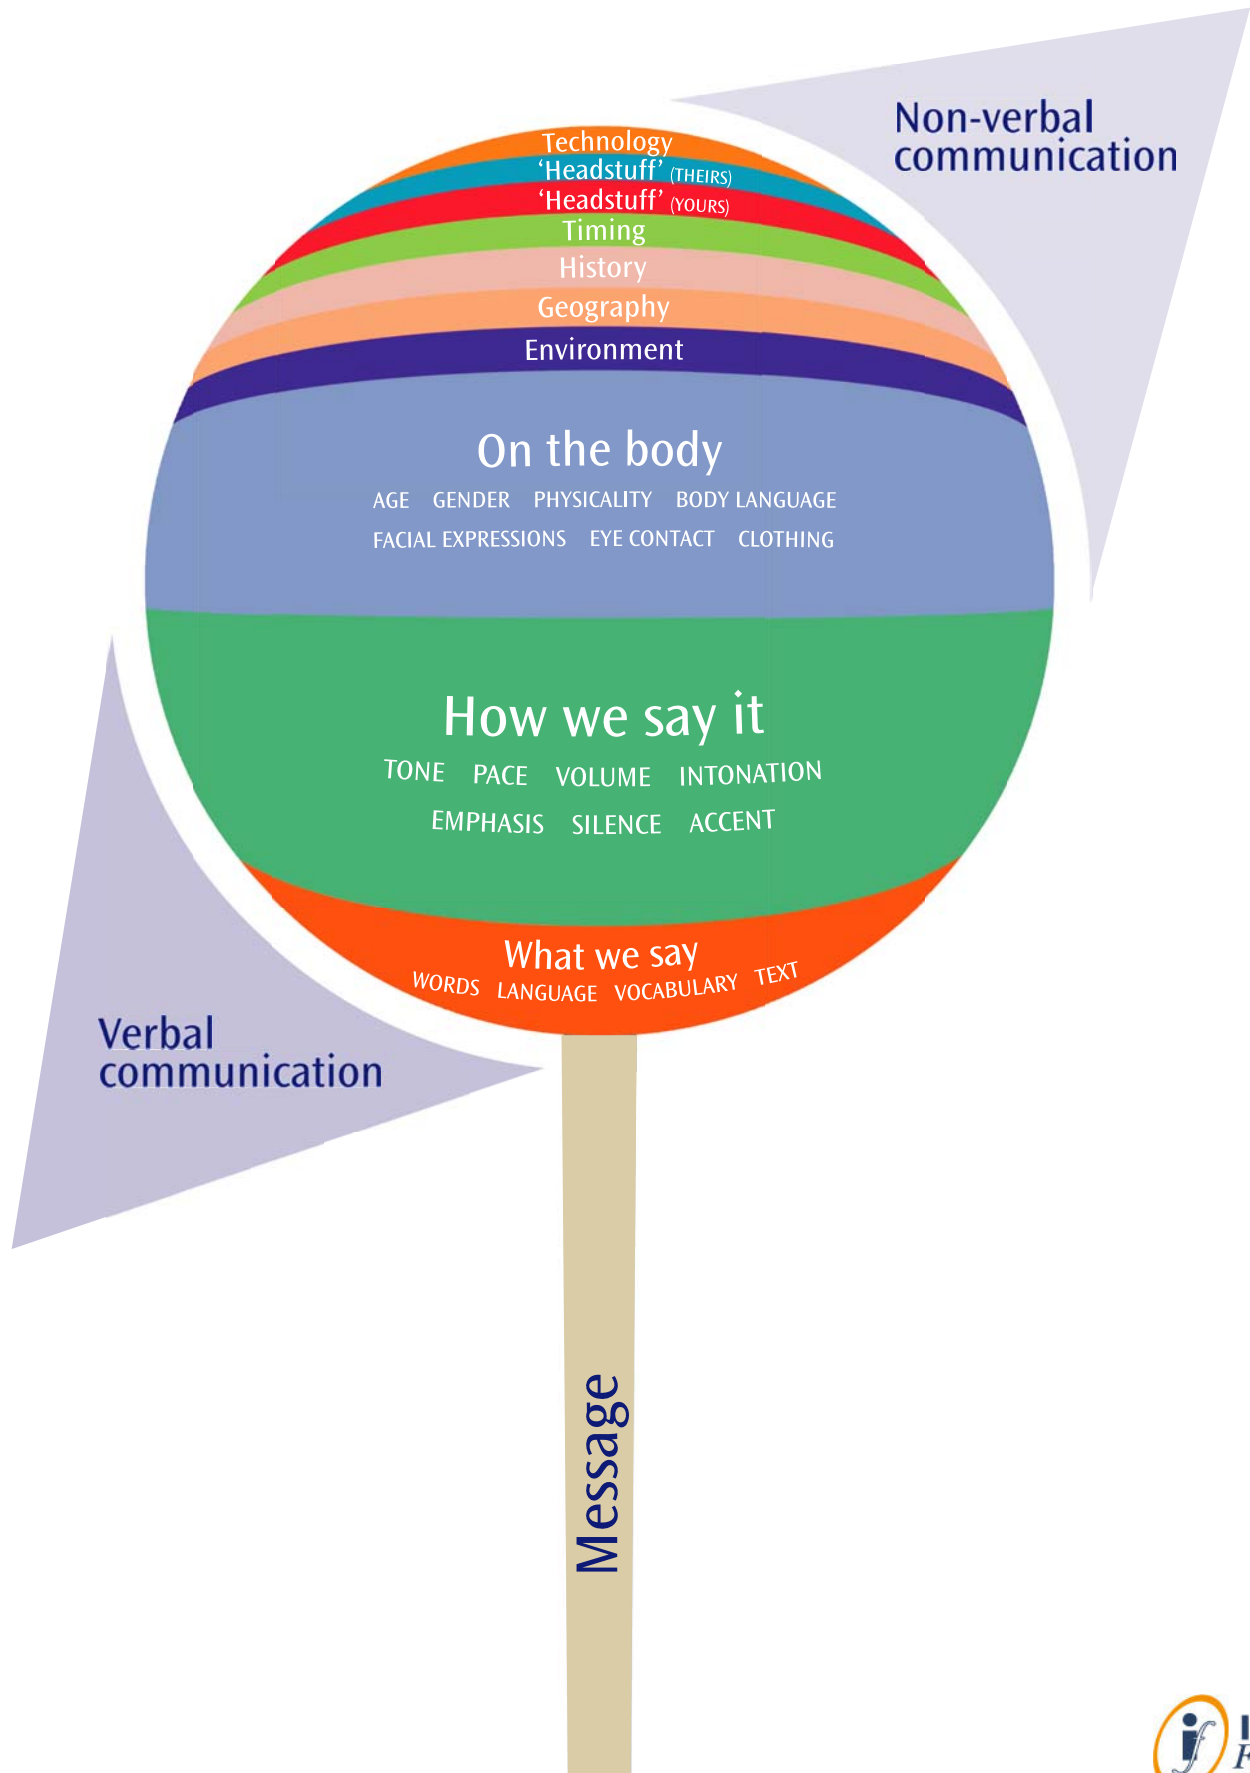 Non-verbal
communication
Technology
‘Headstuff’ (THEIRS)
‘Headstuff’ (YOURS)
Timing
History
Geography
Environment
On the body
AGE GENDER PHYSICALITY BODY LANGUAGE
FACIAL EXPRESSIONS EYE CONTACT CLOTHING
How we say it
TONE PACE VOLUME INTONATION
EMPHASIS SILENCE ACCENT
What we say
WORDS LANGUAGE VOCABULARY TEXT
Verbal
communication
Message
if